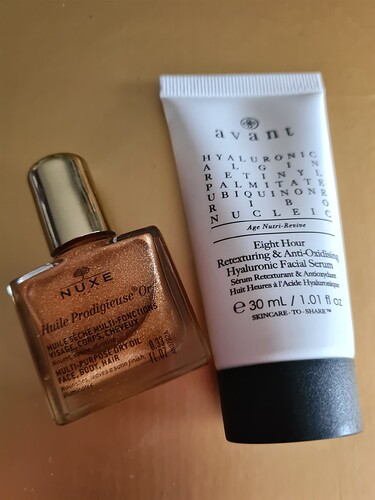 NUXE
Huile Prodigieuse® Or
HUILE SÈCHE MULTI-FONCTIONS
VISAGE, CORPS, CHEVEUX
MULTI-PURPOSE DRY OIL
FACE, BODY, HAIR
avant
HYALURONIC
ALGIN
RETINYL
PALMITATE
UBIQUINONE
RIBO
NUCLEIC
Age Nutri-Revive
Eight Hour
Retexturing & Anti-Oxidising
Hyaluronic Facial Serum
Sérum Retexturant & Antioxydant
Huit Heures à l'Acide Hyaluronique
e 30 mL / 1.01 fl oz
SKINCARE·TO·SHARE™